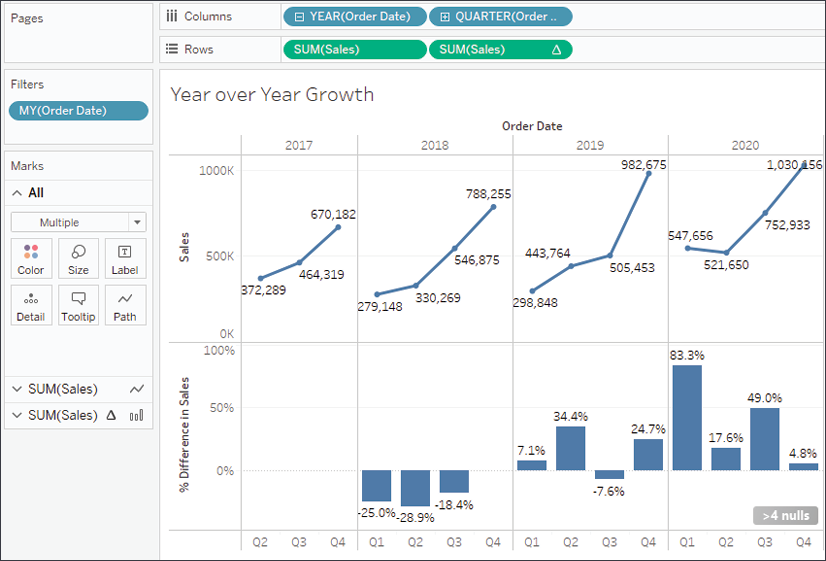 Pages
Columns
YEAR(Order Date)
QUARTER(Order ..
Rows
SUM(Sales)
SUM(Sales)
Filters
MY(Order Date)
Marks
All
Multiple
Color
Size
Label
Detail
Tooltip
Path
SUM(Sales)
SUM(Sales)
Year over Year Growth
Order Date
2017
2018
2019
2020
Sales
1000K
500K
0K
372,289
464,319
670,182
279,148
330,269
546,875
788,255
298,848
443,764
505,453
982,675
547,656
521,650
752,933
1,030,156
% Difference in Sales
100%
50%
0%
-25.0%
-28.9%
-18.4%
7.1%
34.4%
-7.6%
24.7%
83.3%
17.6%
49.0%
4.8%
>4 nulls
Q2
Q3
Q4
Q1
Q2
Q3
Q4
Q1
Q2
Q3
Q4
Q1
Q2
Q3
Q4